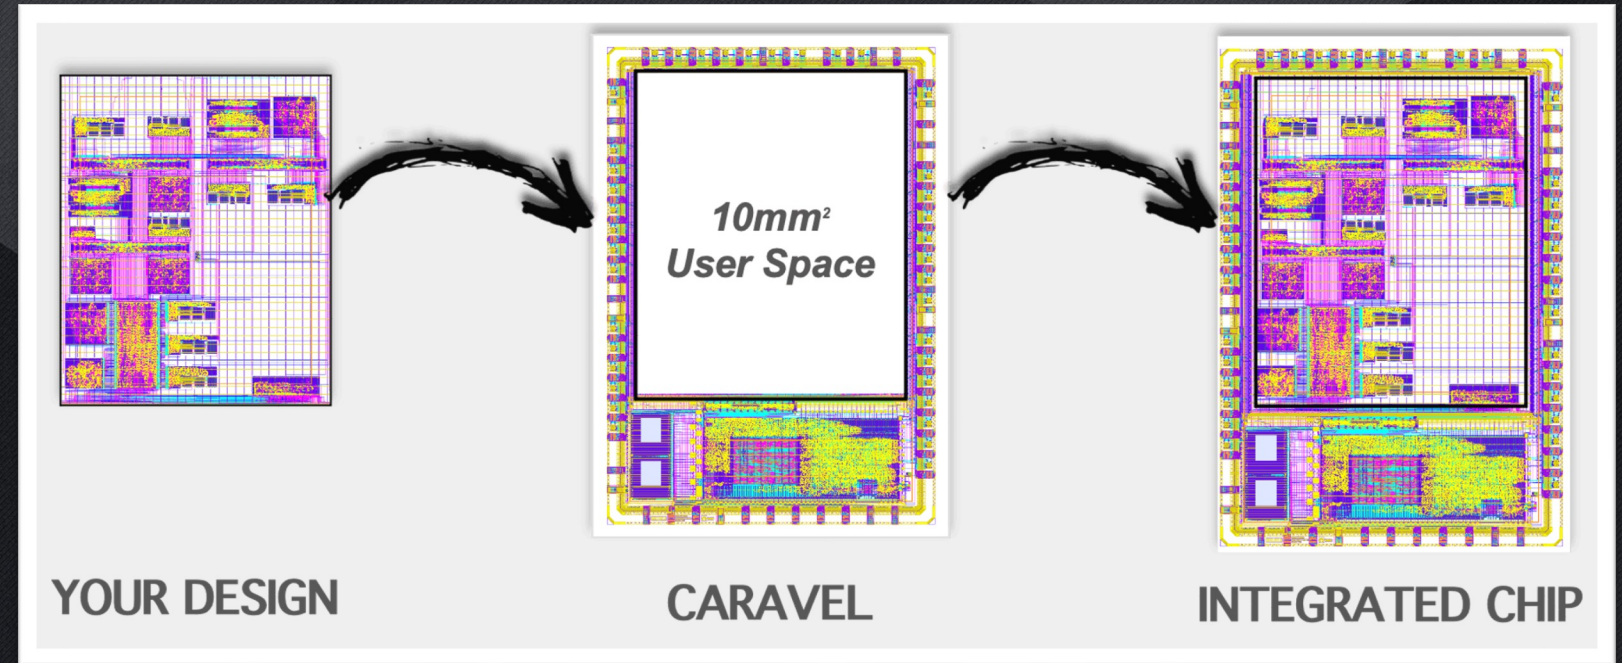 10mm²
User Space
YOUR DESIGN
CARAVEL
INTEGRATED CHIP